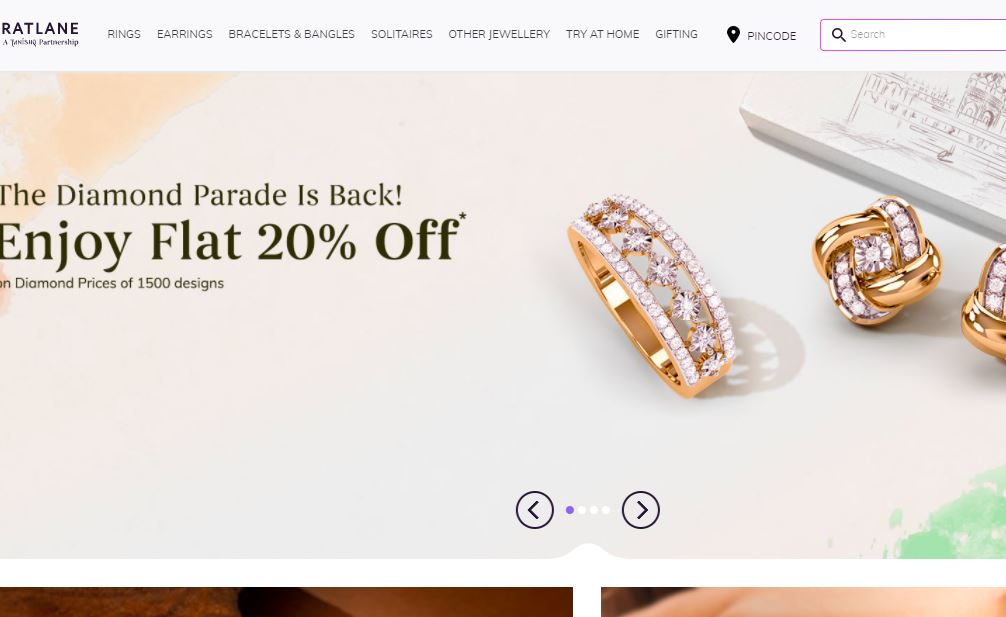 RATLANE
A TANISHQ Partnership
RINGS EARRINGS BRACELETS & BANGLES SOLITAIRES OTHER JEWELLERY TRY AT HOME GIFTING PINCODE Search
The Diamond Parade Is Back!
Enjoy Flat 20% Off*
on Diamond Prices of 1500 designs